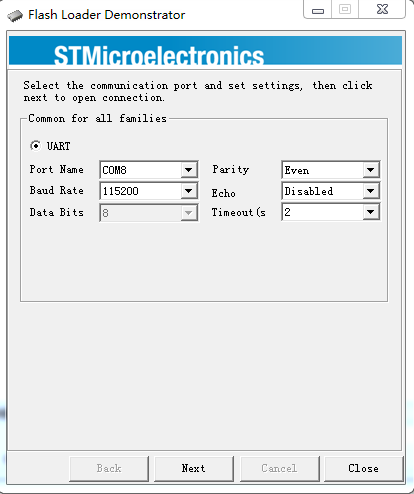 Flash Loader Demonstrator
STMicroelectronics
Select the communication port and set settings, then click
next to open connection.
Common for all families
UART
Port Name COM8 Parity Even
Baud Rate 115200 Echo Disabled
Data Bits 8 Timeout(s 2
Back Next Cancel Close